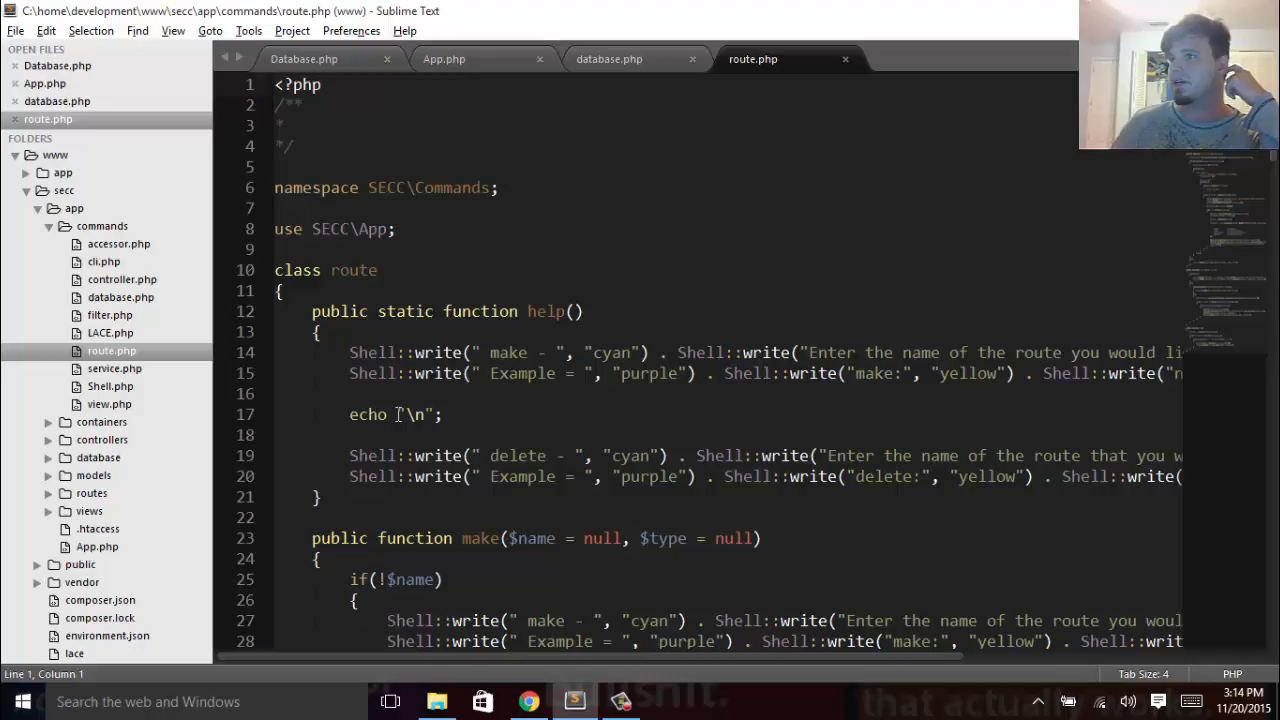 C:\home\development\www\secc\app\commands\route.php (www) - Sublime Text
File Edit Selection Find View Goto Tools Project Preferences Help
OPEN FILES
Database.php
App.php
database.php
route.php
FOLDERS
www
app
secc
app
commands
accessor.php
cli.php
controller.php
database.php
filter.php
LACE.php
route.php
service.php
Shell.php
view.php
containers
controllers
database
models
routes
views
.htaccess
App.php
public
vendor
composer.json
composer.lock
environment.json
lace
Database.php App.php database.php route.php
1 <?php
2 /**
3 *
4 */
5
6 namespace SECC\Commands;
7
8 use SECC\App;
9
10 class route
11 {
12 public static function help()
13 {
14 Shell::write(" make - ", "cyan") . Shell::write("Enter the name of the route you would li
15 Shell::write(" Example = ", "purple") . Shell::write("make:", "yellow") . Shell::write("n
16
17 echo "\n";
18
19 Shell::write(" delete - ", "cyan") . Shell::write("Enter the name of the route that you w
20 Shell::write(" Example = ", "purple") . Shell::write("delete:", "yellow") . Shell::write(
21 }
22
23 public function make($name = null, $type = null)
24 {
25 if(!$name)
26 {
27 Shell::write(" make - ", "cyan") . Shell::write("Enter the name of the route you woul
28 Shell::write(" Example = ", "purple") . Shell::write("make:", "yellow") . Shell::writ
Line 1, Column 1 Tab Size: 4 PHP
Search the web and Windows
3:14 PM
11/20/2015